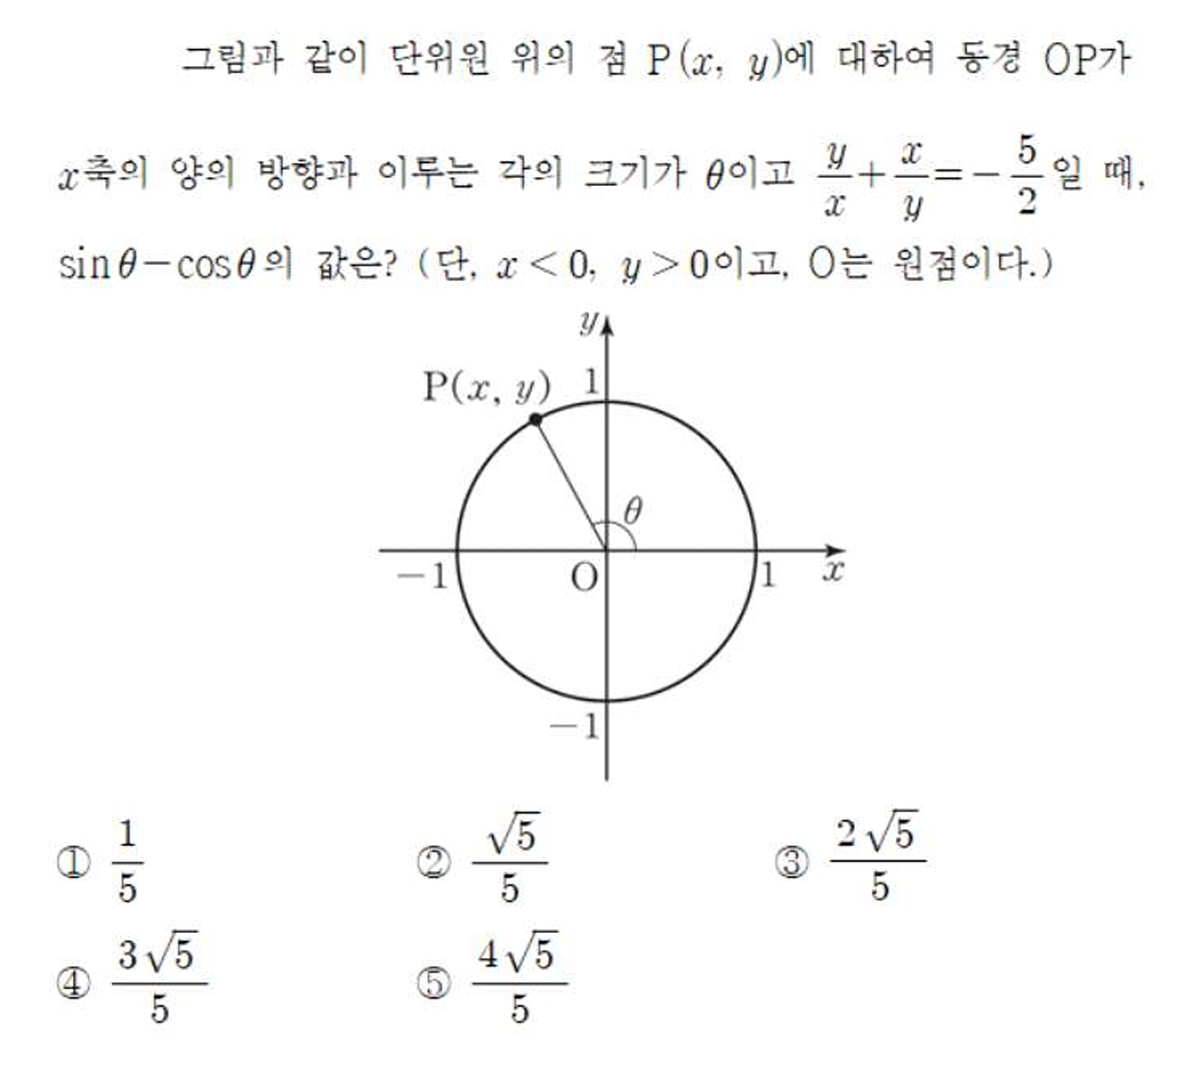 그림과 같이 단위원 위의 점 P(x, y)에 대하여 동경 OP가
x축의 양의 방향과 이루는 각의 크기가 θ이고 y/x + x/y = -5/2 일 때,
sinθ-cosθ의 값은? (단, x<0, y>0이고, O는 원점이다.)
y
P(x, y) 1
θ
-1 O 1 x
-1
① 1/5 ② √5/5 ③ 2√5/5
④ 3√5/5 ⑤ 4√5/5